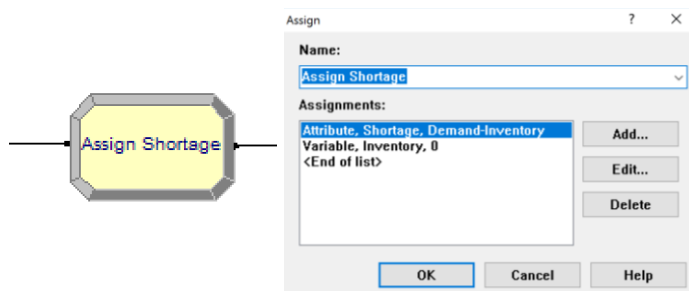 Assign Shortage
Assign
?
Name:
Assign Shortage
Assignments:
Attribute, Shortage, Demand-Inventory
Variable, Inventory, 0
<End of list>
Add...
Edit...
Delete
OK
Cancel
Help